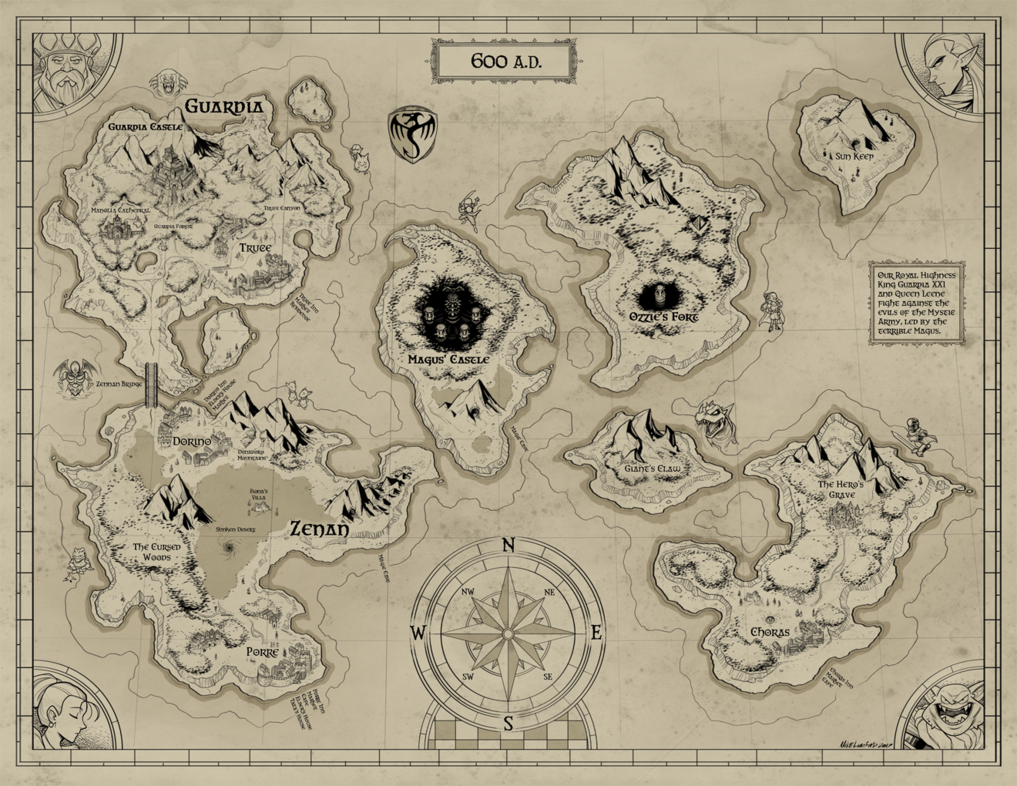 600 A.D.
Guardia
Guardia Castle
Sun Keep
Manolia Cathedral
Truce Canyon
Guardia Forest
Truce
Our Royal Highness
King Guardia XXI
and Queen Leene
fight against the
evils of the Mystic
Army, led by the
terrible Magus.
Ozzie's Fort
Magus' Castle
Zenan Bridge
Dorino
Denadoro
Mountains
Giant's Claw
The Hero's
Grave
Magic Cave
Fiona's
Villa
Sunken Desert
Zenan
The Cursed
Woods
Porre
Choras
N
NW
NE
W
E
SW
SE
S